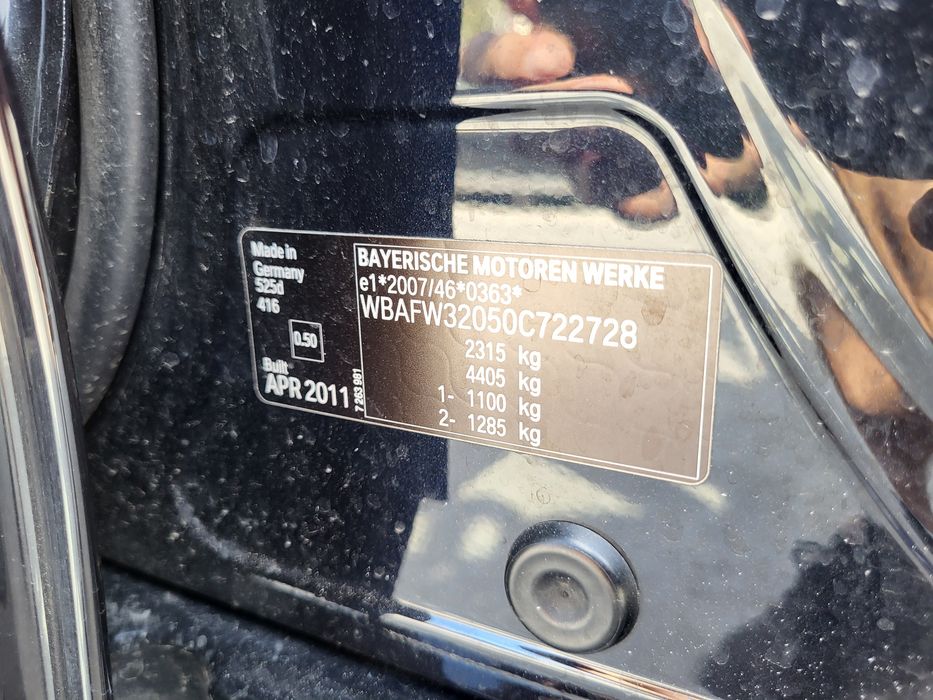 Made in
Germany
525d
416
0.50
Built
APR 2011
7 263 981
BAYERISCHE MOTOREN WERKE
e1*2007/46*0363*
WBAFW32050C722728
2315 kg
4405 kg
1- 1100 kg
2- 1285 kg